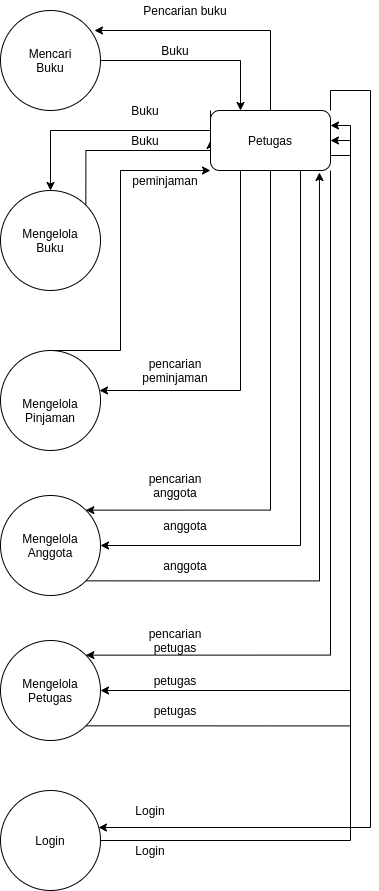 Pencarian buku
Mencari
Buku
Buku
Buku
Petugas
Buku
peminjaman
Mengelola
Buku
pencarian
peminjaman
Mengelola
Pinjaman
pencarian
anggota
anggota
Mengelola
Anggota
anggota
pencarian
petugas
petugas
Mengelola
Petugas
petugas
Login
Login
Login